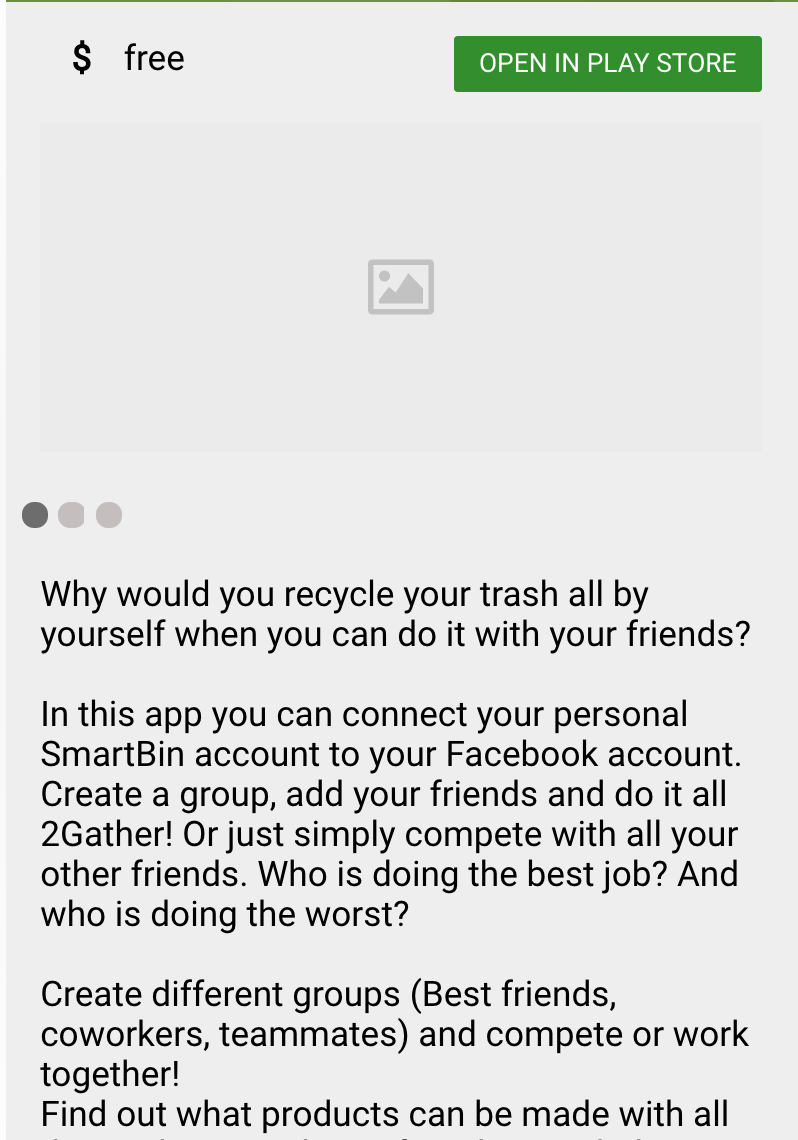 $ free
OPEN IN PLAY STORE
Why would you recycle your trash all by
yourself when you can do it with your friends?
In this app you can connect your personal
SmartBin account to your Facebook account.
Create a group, add your friends and do it all
2Gather! Or just simply compete with all your
other friends. Who is doing the best job? And
who is doing the worst?
Create different groups (Best friends,
coworkers, teammates) and compete or work
together!
Find out what products can be made with all